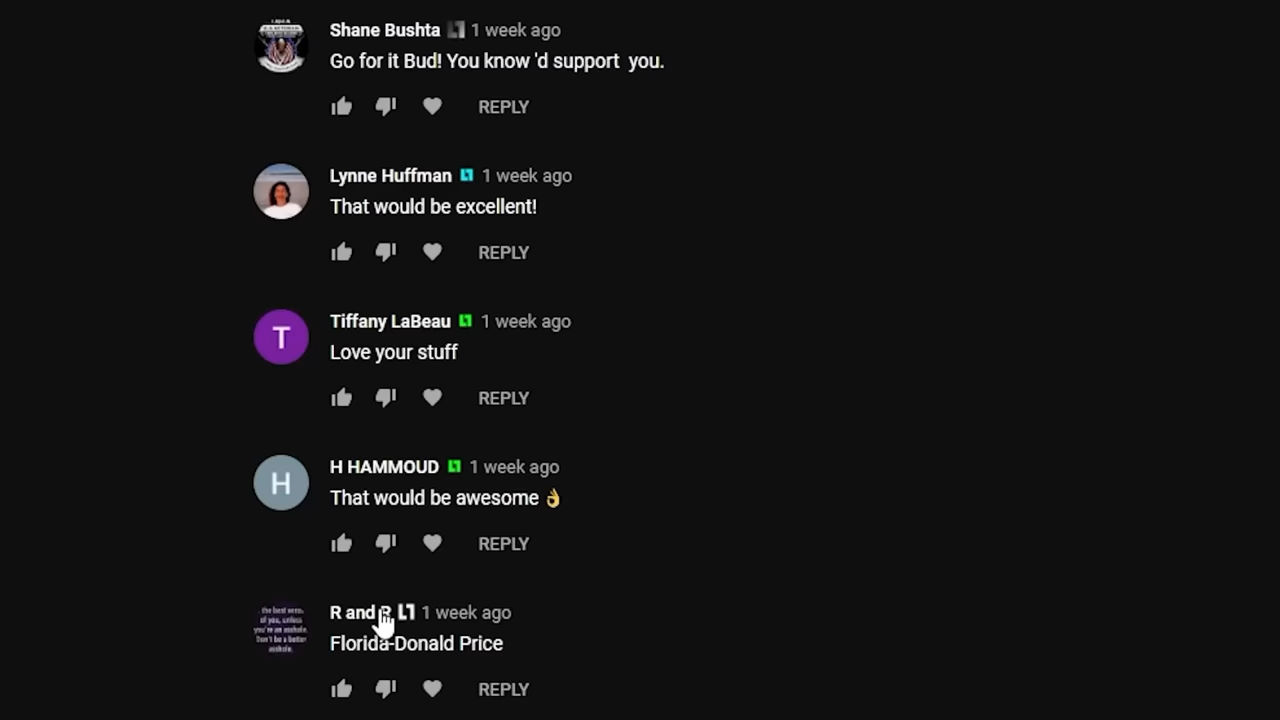 Shane Bushta 1 week ago
Go for it Bud! You know 'd support you.
REPLY
Lynne Huffman 1 week ago
That would be excellent!
REPLY
T
Tiffany LaBeau 1 week ago
Love your stuff
REPLY
H
H HAMMOUD 1 week ago
That would be awesome 👌
REPLY
R and R 1 week ago
Florida-Donald Price
REPLY